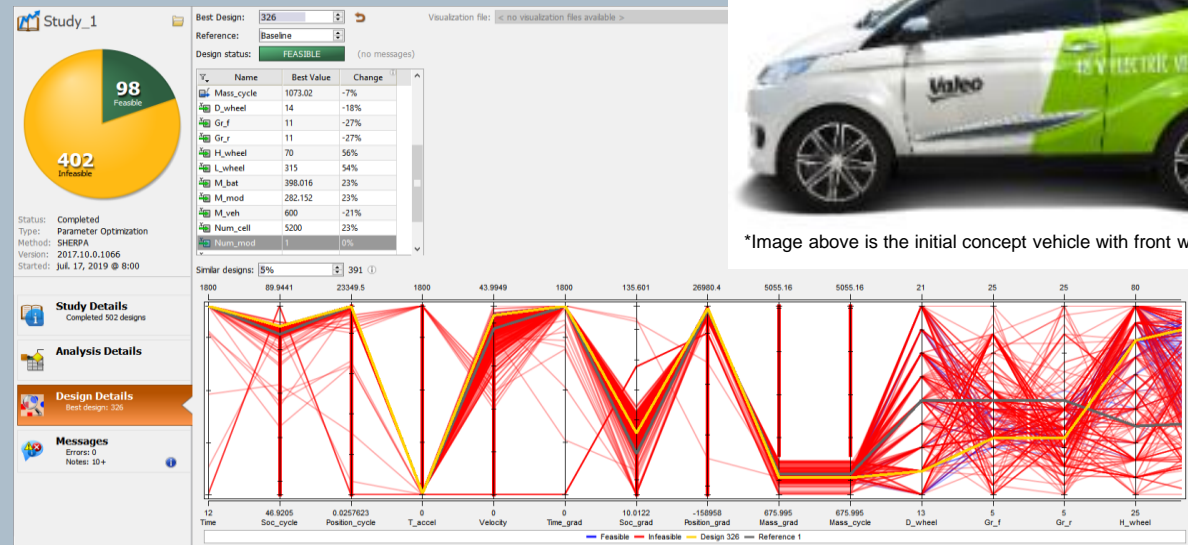 Study_1
98
Feasible
402
Infeasible
Status: Completed
Type: Parameter Optimization
Method: SHERPA
Version: 2017.10.0.1066
Started: juil. 17, 2019 @ 8:00
Study Details
Completed 502 designs
Analysis Details
Design Details
Best design: 326
Messages
Errors: 0
Notes: 10+
Best Design: 326
Visualization file: < no visualization files available >
Reference: Baseline
Design status: FEASIBLE (no messages)
Name Best Value Change
Mass_cycle 1073.02 -7%
D_wheel 14 -18%
Gr_f 11 -27%
Gr_r 11 -27%
H_wheel 70 56%
L_wheel 315 54%
M_bat 398.016 23%
M_mod 282.152 23%
M_veh 600 -21%
Num_cell 5200 23%
Num_mod 1 0%
Similar designs: 5% 391
Valeo
48 V ELECTRIC
*Image above is the initial concept vehicle with front w
1800 89.9441 23349.5 1800 43.9949 1800 135.601 26980.4 5055.16 5055.16 21 25 25 80
12 46.9205 0.0257623 0 0 0 10.0122 -158958 675.995 675.995 13 5 5 25
Time Soc_cycle Position_cycle T_accel Velocity Time_grad Soc_grad Position_grad Mass_grad Mass_cycle D_wheel Gr_f Gr_r H_wheel
Feasible Infeasible Design 326 Reference 1